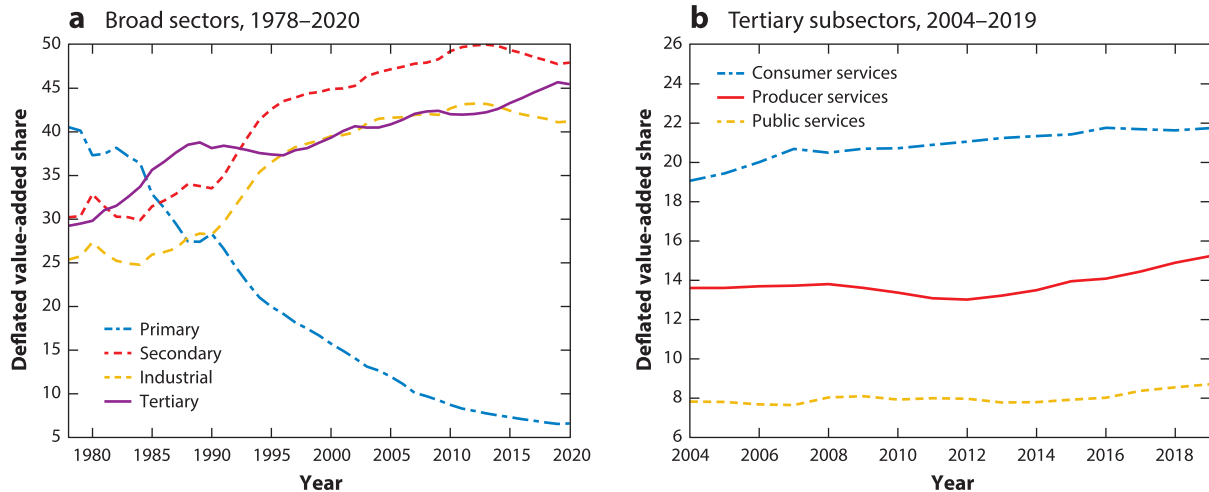 a Broad sectors, 1978–2020
50
45
40
35
30
25
20
15
10
5
Deflated value-added share
Primary
Secondary
Industrial
Tertiary
1980 1985 1990 1995 2000 2005 2010 2015 2020
Year
b Tertiary subsectors, 2004–2019
26
24
22
20
18
16
14
12
10
8
6
Deflated value-added share
Consumer services
Producer services
Public services
2004 2006 2008 2010 2012 2014 2016 2018
Year